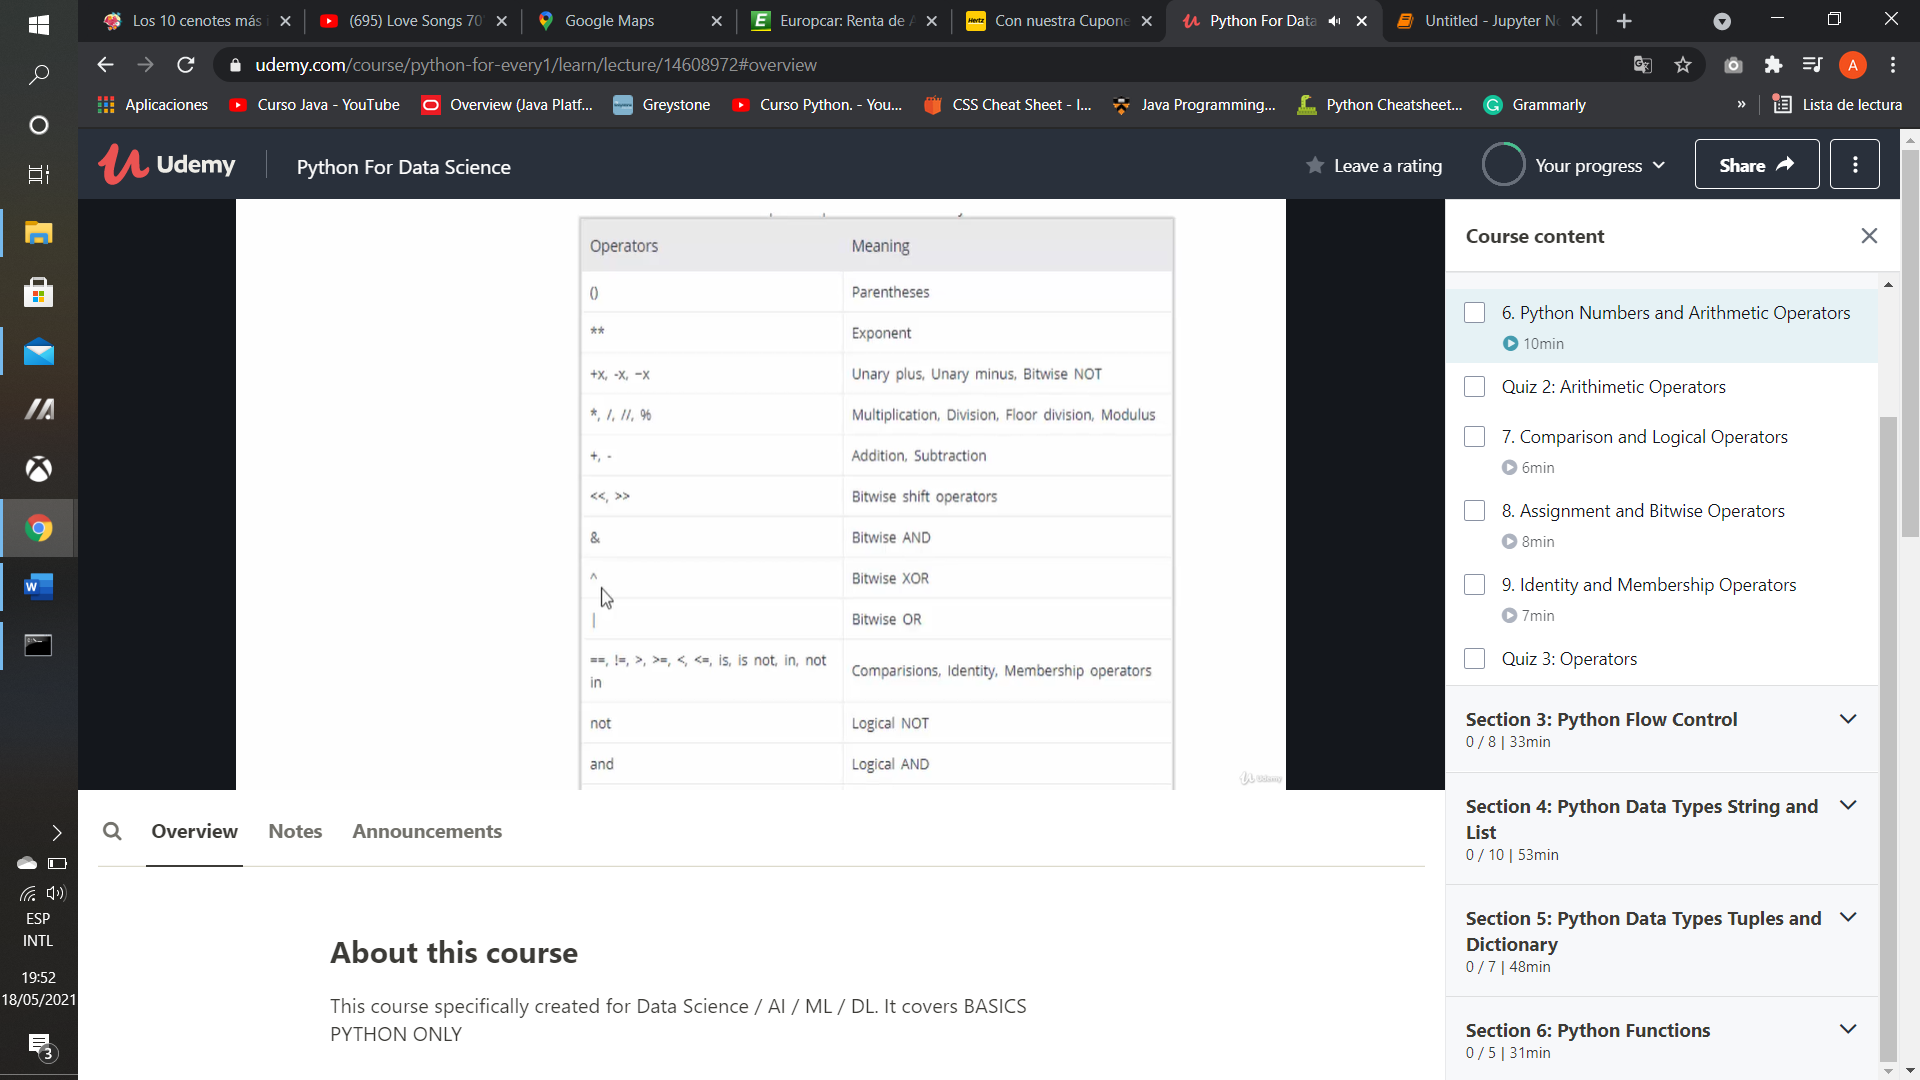 Los 10 cenotes más
(695) Love Songs 70'
Google Maps
Europcar: Renta de
Con nuestra Cupon
Python For Data
Untitled - Jupyter
udemy.com/course/python-for-every1/learn/lecture/14608972#overview
Aplicaciones
Curso Java - YouTube
Overview (Java Platf...
Greystone
Curso Python. - You...
CSS Cheat Sheet - I...
Java Programming...
Python Cheatsheet...
Grammarly
»
Lista de lectura
Udemy
Python For Data Science
Leave a rating
Your progress
Share
Operators Meaning
() Parentheses
** Exponent
+x, -x, ~x Unary plus, Unary minus, Bitwise NOT
*, /, //, % Multiplication, Division, Floor division, Modulus
+, - Addition, Subtraction
<<, >> Bitwise shift operators
& Bitwise AND
^ Bitwise XOR
| Bitwise OR
==, !=, >, >=, <, <=, is, is not, in, not
in
Comparisions, Identity, Membership operators
not Logical NOT
and Logical AND
Udemy
Course content
6. Python Numbers and Arithmetic Operators
10min
Quiz 2: Arithimetic Operators
7. Comparison and Logical Operators
6min
8. Assignment and Bitwise Operators
8min
9. Identity and Membership Operators
7min
Quiz 3: Operators
Section 3: Python Flow Control
0 / 8 | 33min
Section 4: Python Data Types String and
List
0 / 10 | 53min
Section 5: Python Data Types Tuples and
Dictionary
0 / 7 | 48min
Section 6: Python Functions
0 / 5 | 31min
Overview
Notes
Announcements
About this course
This course specifically created for Data Science / AI / ML / DL. It covers BASICS
PYTHON ONLY
ESP
INTL
19:52
18/05/2021
3